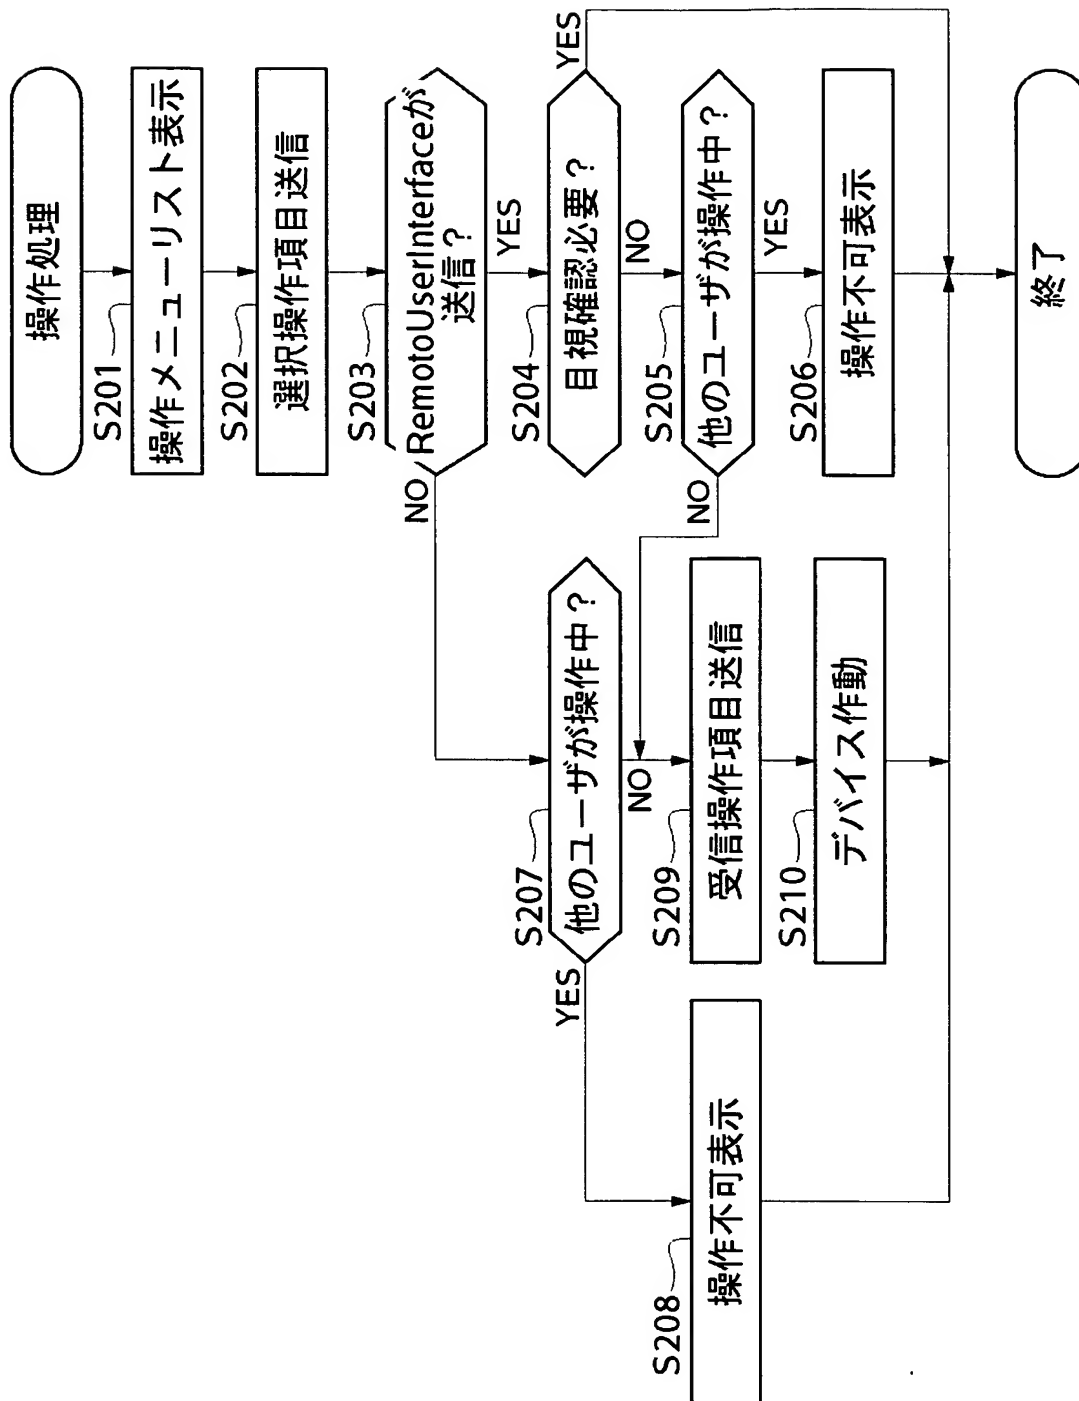 操作処理
S201
操作メニューリスト表示
S202
選択操作項目送信
S203
RemotoUserInterfaceが
送信？
NO
YES
S204
目視確認必要？
YES
NO
S205
他のユーザが操作中？
NO
YES
S206
操作不可表示
S207
他のユーザが操作中？
YES
NO
S209
受信操作項目送信
S210
デバイス作動
S208
操作不可表示
終了